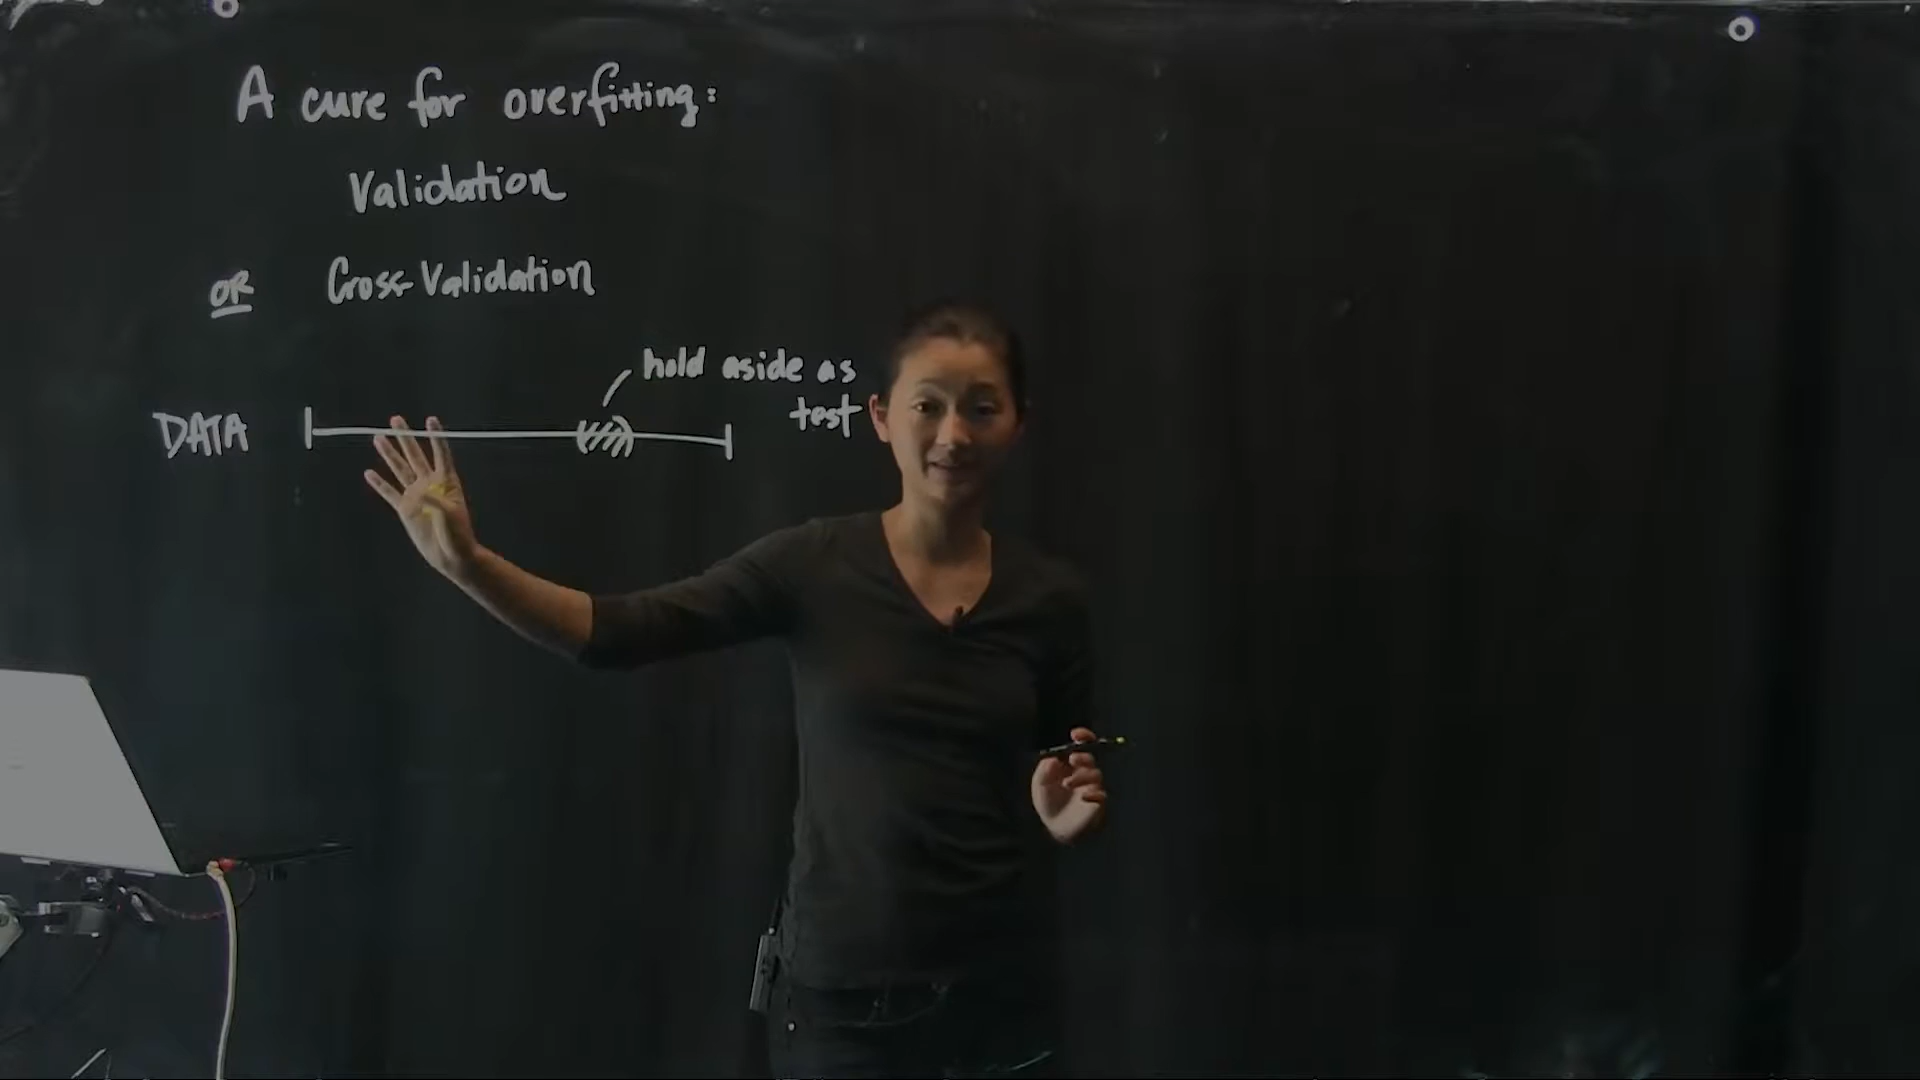 A cure for overfitting:
Validation
OR Cross-Validation
hold aside as
test
DATA